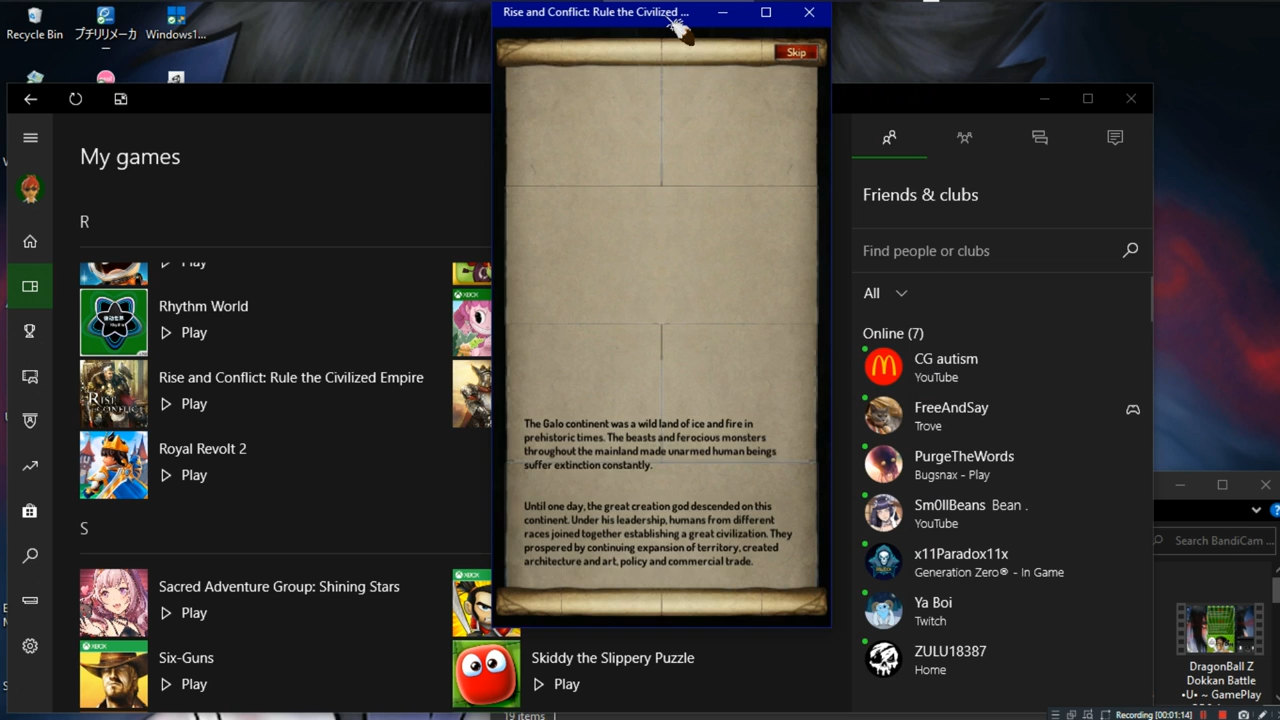 Recycle Bin
プチリリメーカー
Windows1...
Rise and Conflict: Rule the Civilized ...
Skip
My games
R
Play
Rhythm World
Play
Rise and Conflict: Rule the Civilized Empire
Play
Royal Revolt 2
Play
S
Sacred Adventure Group: Shining Stars
Play
XBOX
Six-Guns
Play
XBOX
XBOX
Skiddy the Slippery Puzzle
Play
The Galo continent was a wild land of ice and fire in
prehistoric times. The beasts and ferocious monsters
throughout the mainland made unarmed human beings
suffer extinction constantly.
Until one day, the great creation god descended on this
continent. Under his leadership, humans from different
races joined together establishing a great civilization. They
prospered by continuing expansion of territory, created
architecture and art, policy and commercial trade.
Friends & clubs
Find people or clubs
All
Online (7)
CG autism
YouTube
FreeAndSay
Trove
PurgeTheWords
Bugsnax - Play
Sm0llBeans Bean .
YouTube
x11Paradox11x
Generation Zero® - In Game
Ya Boi
Twitch
ZULU18387
Home
Search BandiCam ...
DragonBall Z
Dokkan Battle
•U• ~ GamePlay
19 items
Recording [00:01:14]